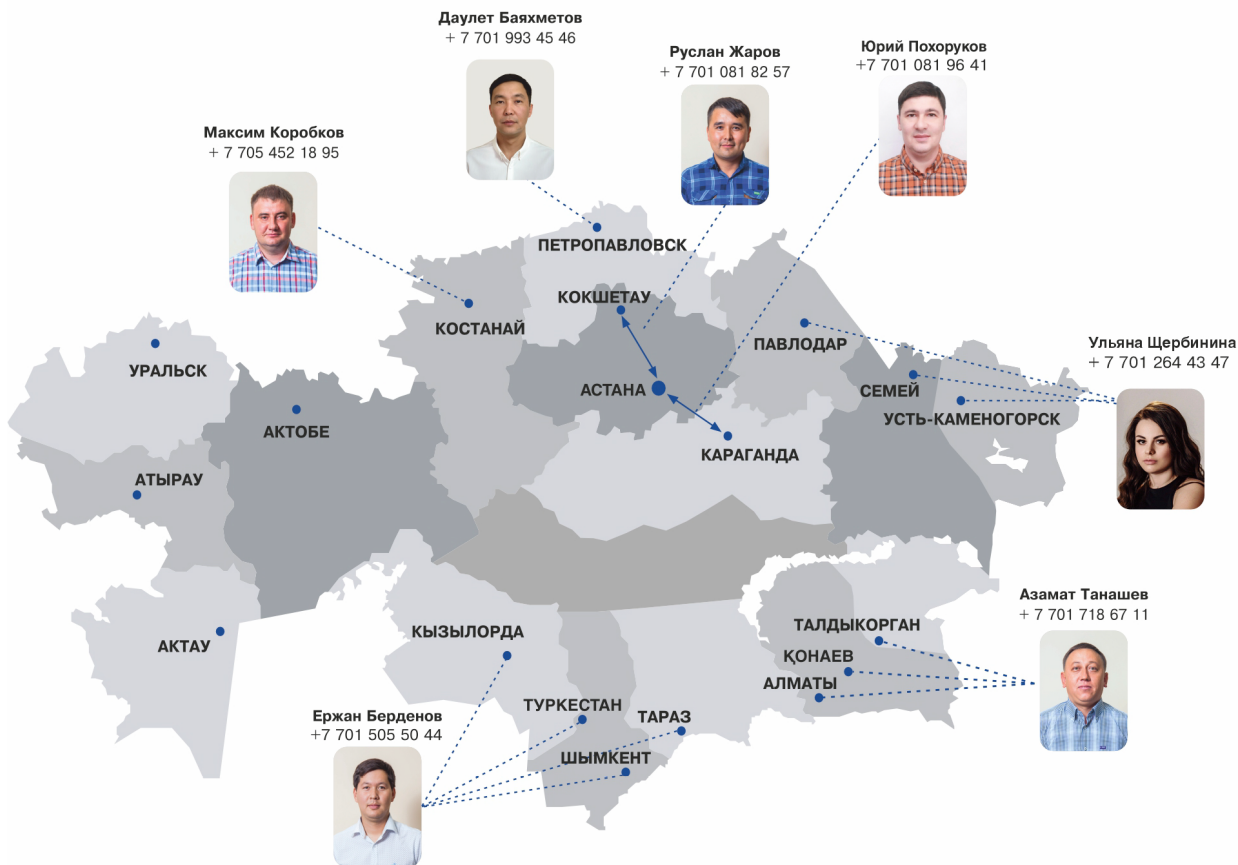 Даулет Баяхметов
+ 7 701 993 45 46
Руслан Жаров
+ 7 701 081 82 57
Юрий Похоруков
+7 701 081 96 41
Максим Коробков
+ 7 705 452 18 95
ПЕТРОПАВЛОВСК
КОКШЕТАУ
КОСТАНАЙ
ПАВЛОДАР
Ульяна Щербинина
+ 7 701 264 43 47
УРАЛЬСК
АСТАНА
СЕМЕЙ
УСТЬ-КАМЕНОГОРСК
АКТОБЕ
КАРАГАНДА
АТЫРАУ
Азамат Танашев
+ 7 701 718 67 11
АКТАУ
КЫЗЫЛОРДА
ТАЛДЫКОРГАН
ҚОНАЕВ
АЛМАТЫ
ТУРКЕСТАН
ТАРАЗ
Ержан Берденов
+7 701 505 50 44
ШЫМКЕНТ